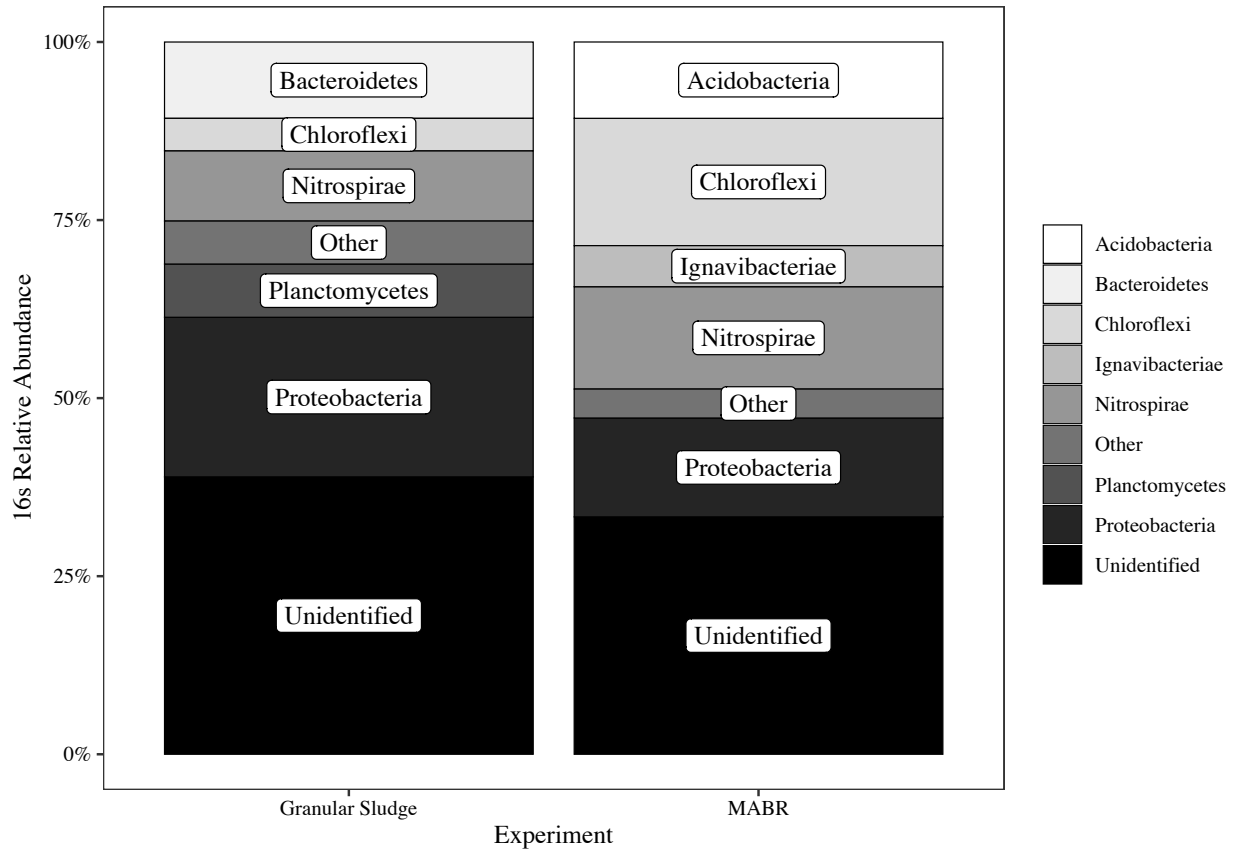 100%
75%
50%
25%
0%
16s Relative Abundance
Bacteroidetes
Chloroflexi
Nitrospirae
Other
Planctomycetes
Proteobacteria
Unidentified
Acidobacteria
Chloroflexi
Ignavibacteriae
Nitrospirae
Other
Proteobacteria
Unidentified
Granular Sludge
MABR
Experiment
Acidobacteria
Bacteroidetes
Chloroflexi
Ignavibacteriae
Nitrospirae
Other
Planctomycetes
Proteobacteria
Unidentified